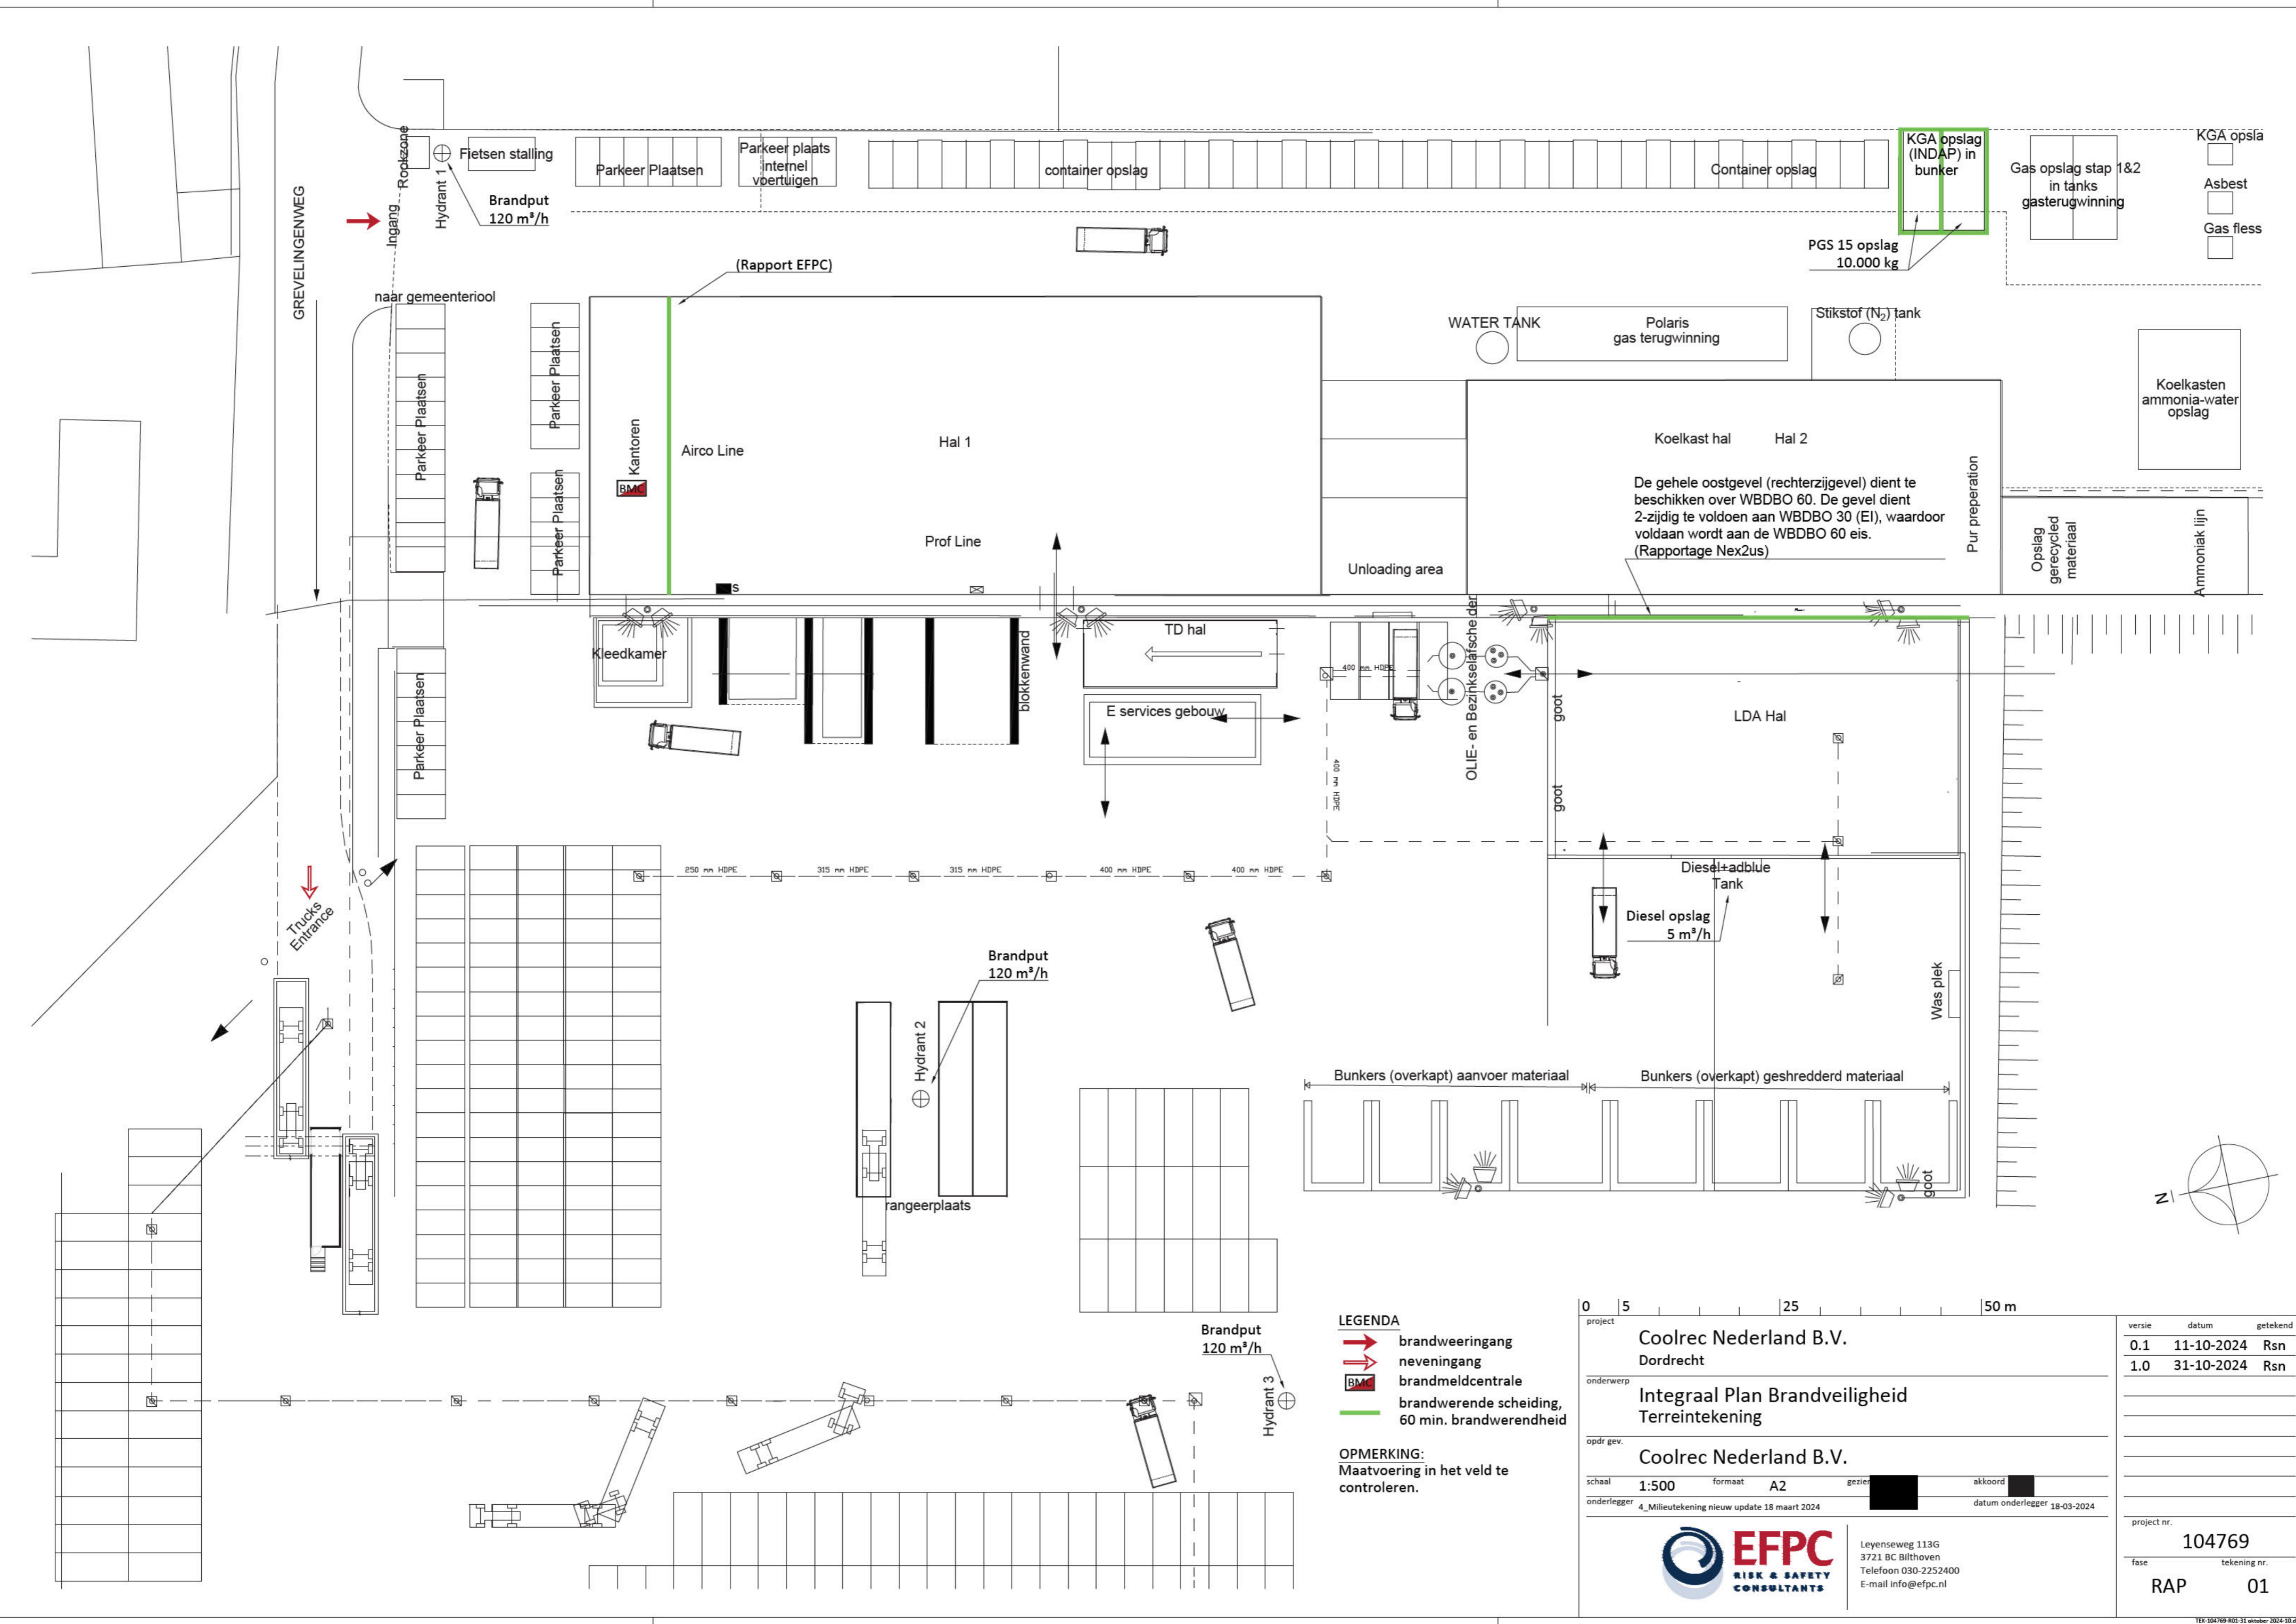 Rookzone
Hydrant 1
Fietsen stalling
Parkeer Plaatsen
Parkeer plaats
internel
voertuigen
container opslag
Container opslag
KGA opslag
(INDAP) in
bunker
Gas opslag stap 1&2
in tanks
gasterugwinning
KGA opsla
Asbest
Gas fless
GREVELINGENWEG
Ingang
Brandput
120 m³/h
PGS 15 opslag
10.000 kg
(Rapport EFPC)
naar gemeenteriool
Parkeer Plaatsen
Parkeer Plaatsen
Parkeer Plaatsen
Parkeer Plaatsen
Kantoren
BMC
Airco Line
Hal 1
Prof Line
WATER TANK
Polaris
gas terugwinning
Stikstof (N₂) tank
Koelkasten
ammonia-water
opslag
Koelkast hal
Hal 2
De gehele oostgevel (rechterzijgevel) dient te
beschikken over WBDBO 60. De gevel dient
2-zijdig te voldoen aan WBDBO 30 (EI), waardoor
voldaan wordt aan de WBDBO 60 eis.
(Rapportage Nex2us)
Pur preperation
Unloading area
Opslag
gerecycled
materiaal
Ammoniak lijn
s
Kleedkamer
blokkenwand
TD hal
E services gebouw
400 mm HDPE
400 mm HDPE
OLIE- en Bezinkselafscheider
goot
goot
LDA Hal
250 mm HDPE
315 mm HDPE
315 mm HDPE
400 mm HDPE
400 mm HDPE
Diesel+adblue
Tank
Diesel opslag
5 m³/h
Trucks
Entrance
Brandput
120 m³/h
Hydrant 2
rangeerplaats
Was plek
Bunkers (overkapt) aanvoer materiaal
Bunkers (overkapt) geshredderd materiaal
goot
N
Brandput
120 m³/h
Hydrant 3
LEGENDA
brandweeringang
neveningang
BMC
brandmeldcentrale
brandwerende scheiding,
60 min. brandwerendheid
OPMERKING:
Maatvoering in het veld te
controleren.
0 5 25 50 m
project
Coolrec Nederland B.V.
Dordrecht
onderwerp
Integraal Plan Brandveiligheid
Terreintekening
opdr gev.
Coolrec Nederland B.V.
schaal 1:500 formaat A2 gezien akkoord
onderlegger 4_Milieutekening nieuw update 18 maart 2024 datum onderlegger 18-03-2024
EFPC
RISK & SAFETY
CONSULTANTS
Leyenseweg 113G
3721 BC Bilthoven
Telefoon 030-2252400
E-mail info@efpc.nl
versie datum getekend
0.1 11-10-2024 Rsn
1.0 31-10-2024 Rsn
project nr.
104769
fase tekening nr.
RAP 01